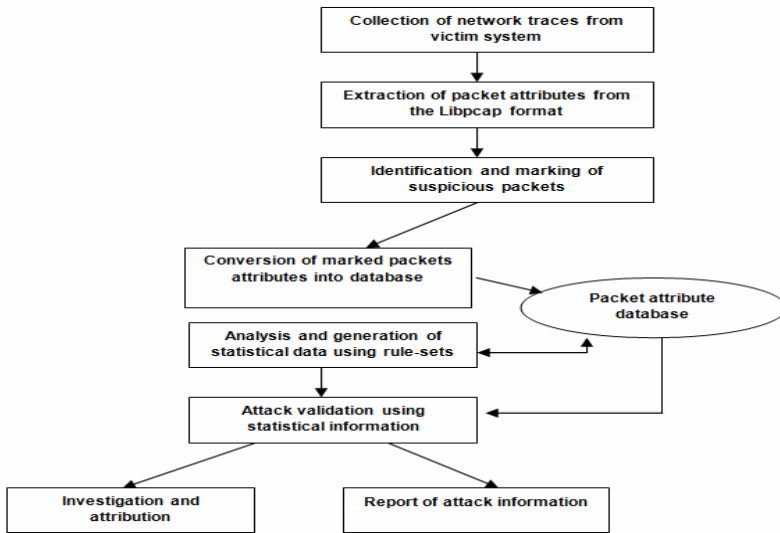 Collection of network traces from
victim system
Extraction of packet attributes from
the Libpcap format
Identification and marking of
suspicious packets
Conversion of marked packets
attributes into database
Packet attribute
database
Analysis and generation of
statistical data using rule-sets
Attack validation using
statistical information
Investigation and
attribution
Report of attack information